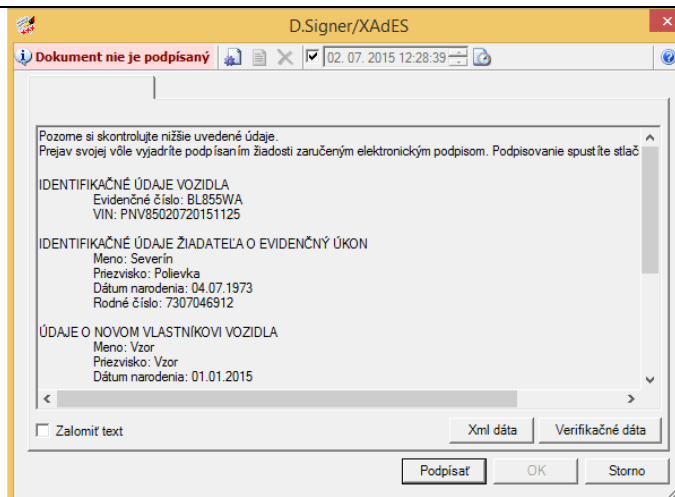 D.Signer/XAdES
Dokument nie je podpísaný
02. 07. 2015 12:28:39
Pozorne si skontrolujte nižšie uvedené údaje.
Prejav svojej vôle vyjadríte podpísaním žiadosti zaručeným elektronickým podpisom. Podpisovanie spustíte stlač
IDENTIFIKAČNÉ ÚDAJE VOZIDLA
Evidenčné číslo: BL855WA
VIN: PNV85020720151125
IDENTIFIKAČNÉ ÚDAJE ŽIADATEĽA O EVIDENČNÝ ÚKON
Meno: Severín
Priezvisko: Polievka
Dátum narodenia: 04.07.1973
Rodné číslo: 7307046912
ÚDAJE O NOVOM VLASTNÍKOVI VOZIDLA
Meno: Vzor
Priezvisko: Vzor
Dátum narodenia: 01.01.2015
Zalomiť text
Xml dáta
Verifikačné dáta
Podpísať
OK
Storno